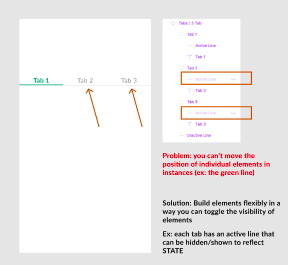 Tab 1 Tab 2 Tab 3
Tabs / 3 Tab
Tab 1
Active Line
Tab 1
Tab 2
Active Line
Tab 2
Tab 3
Active Line
Tab 3
Inactive Line
Problem: you can't move the
position of individual elements in
instances (ex: the green line)
Solution: Build elements flexibly in a
way you can toggle the visibility of
elements
Ex: each tab has an active line that
can be hidden/shown to reflect
STATE